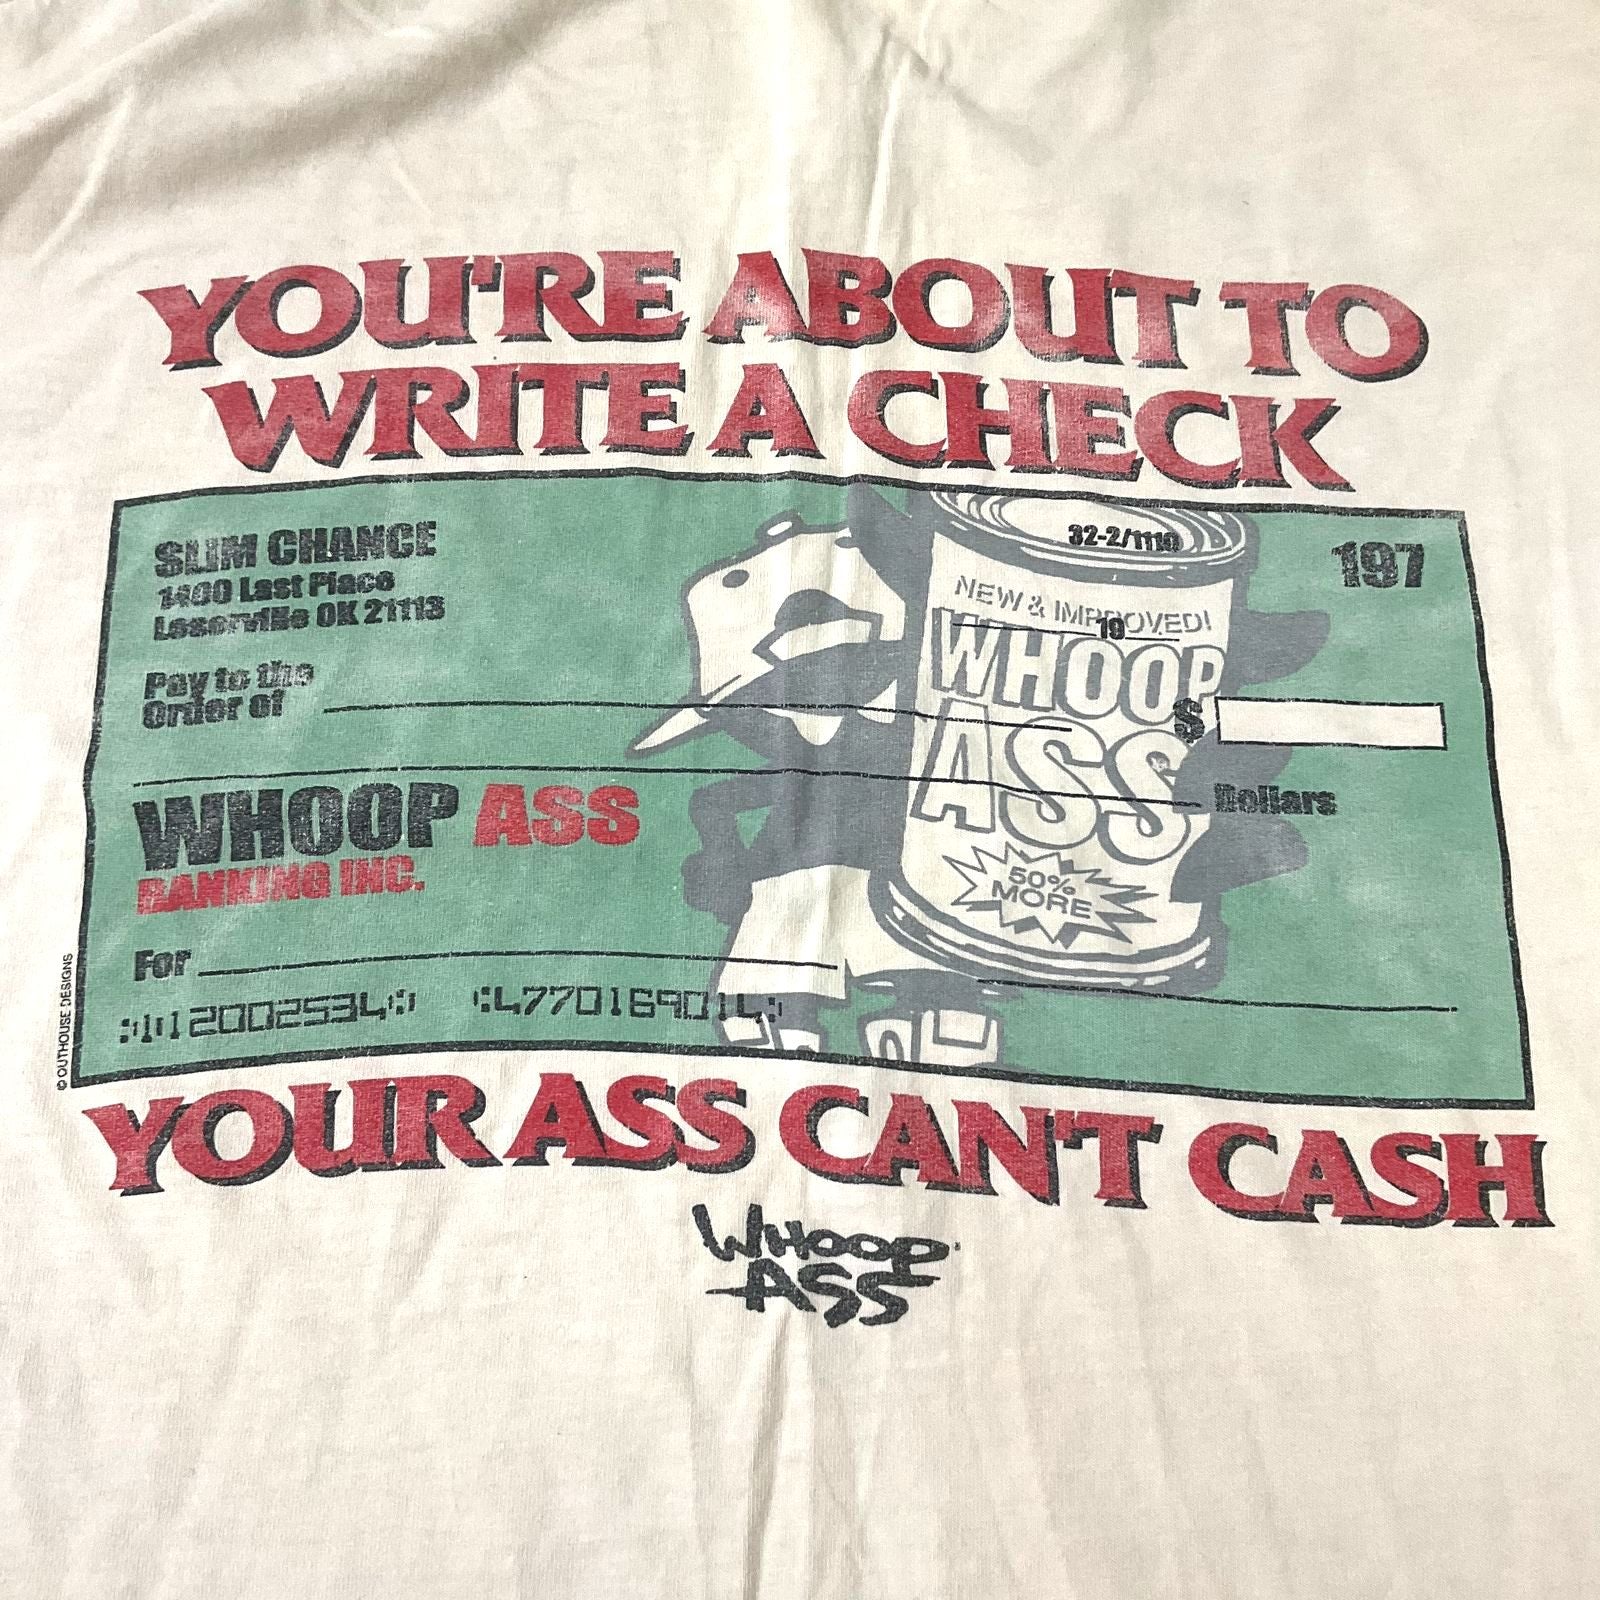 YOU'RE ABOUT TO
WRITE A CHECK
SLIM CHANCE
1400 Last Place
Loserville OK 21113
32-2/1110
197
NEW & IMPROVED!
19
Pay to the
Order of
$
WHOOP
ASS
Dollars
WHOOP ASS
BANKING INC.
50%
MORE
For
⑆112002534⑆ ⑆4770169014⑆
© OUTHOUSE DESIGNS
YOUR ASS CAN'T CASH
WHOOP
ASS